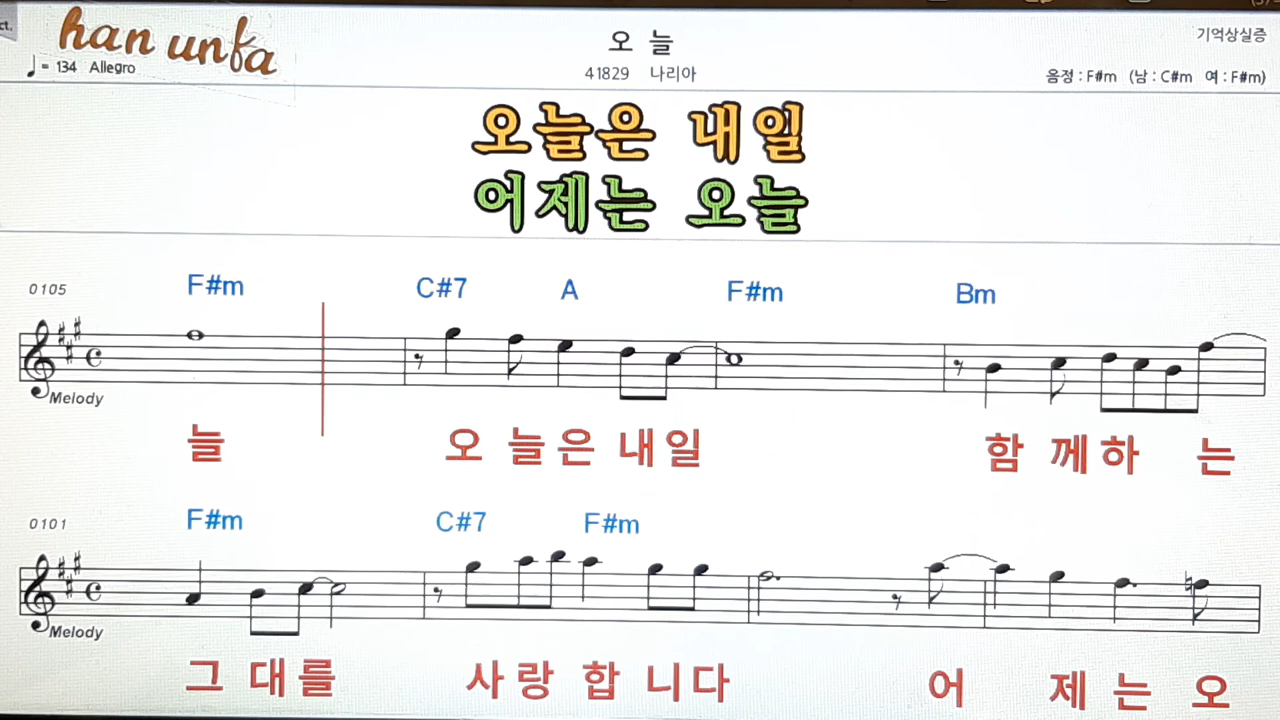 ct.
han unfa
오 늘
기억상실증
♩= 134 Allegro
41829 나리아
음정 : F#m (남 : C#m 여 : F#m)
오늘은 내일
어제는 오늘
0105
F#m C#7 A F#m Bm
Melody
늘 오 늘은 내일 함 께하 는
0101
F#m C#7 F#m
Melody
그 대를 사랑 합 니다 어 제 는 오